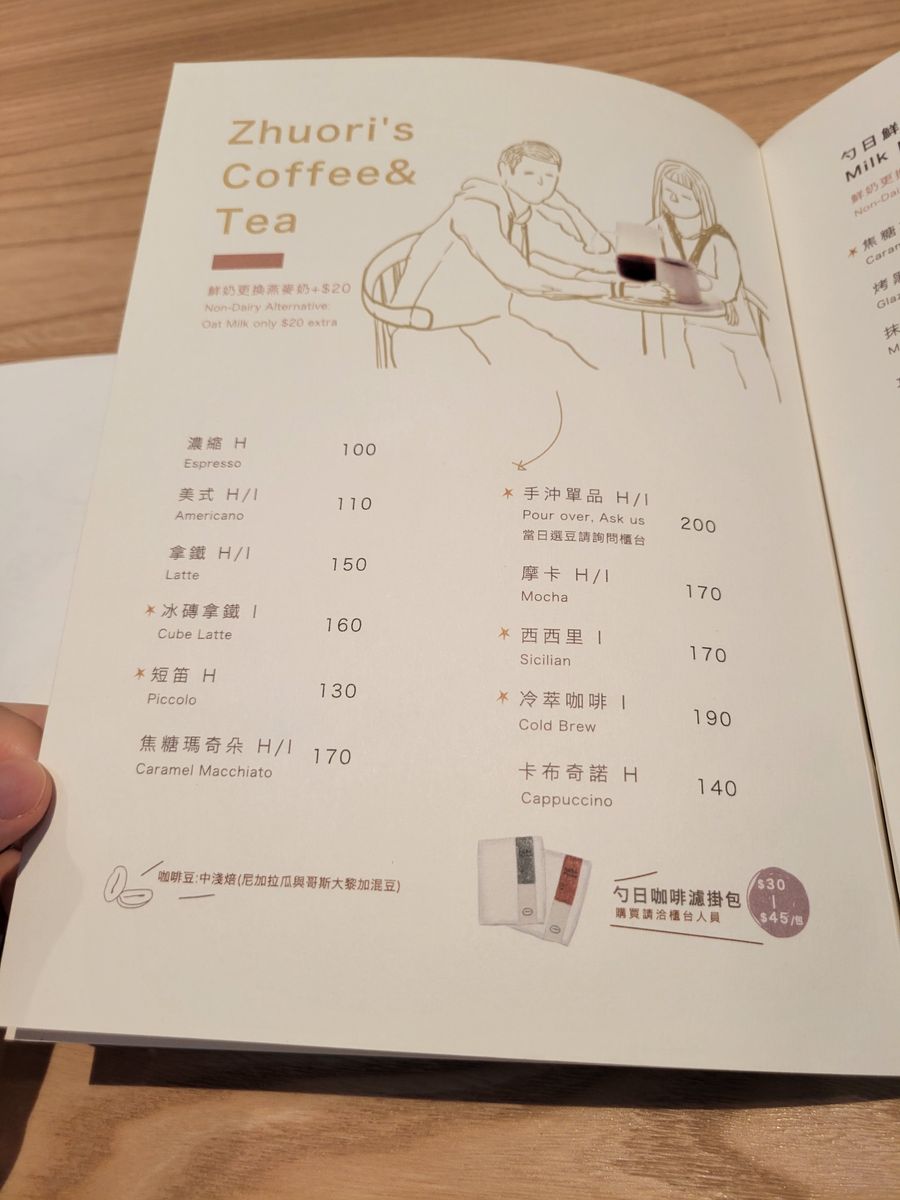 Zhuori's
Coffee&
Tea
鮮奶更換燕麥奶+$20
Non-Dairy Alternative:
Oat Milk only $20 extra
濃縮 H 100
Espresso
美式 H/I 110
Americano
拿鐵 H/I 150
Latte
冰磚拿鐵 I 160
Cube Latte
短笛 H 130
Piccolo
焦糖瑪奇朵 H/I 170
Caramel Macchiato
手沖單品 H/I
Pour over, Ask us 200
當日選豆請詢問櫃台
摩卡 H/I 170
Mocha
西西里 I 170
Sicilian
冷萃咖啡 I 190
Cold Brew
卡布奇諾 H 140
Cappuccino
咖啡豆:中淺焙(尼加拉瓜與哥斯大黎加混豆)
勺日咖啡濾掛包
購買請洽櫃台人員
$30
|
$45/包
勺日鮮
Milk
鮮奶更換
Non-Dai
焦糖
Caram
烤
Glaz
抹
M